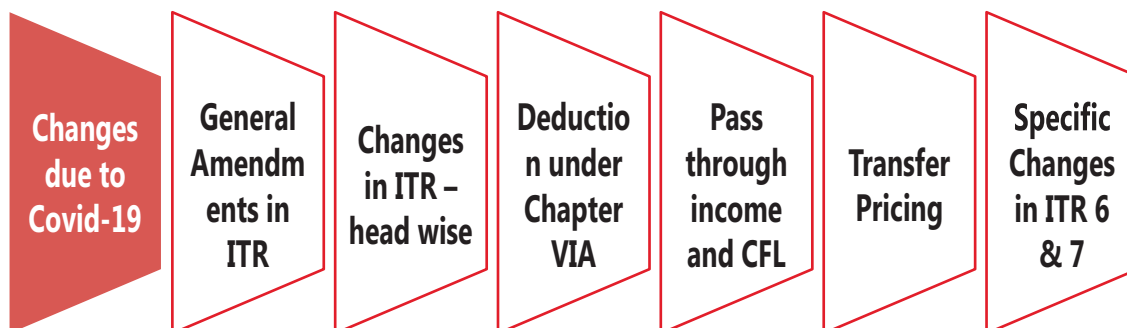 Changes
due to
Covid-19
General
Amendm
ents in
ITR
Changes
in ITR –
head wise
Deductio
n under
Chapter
VIA
Pass
through
income
and CFL
Transfer
Pricing
Specific
Changes
in ITR 6
& 7